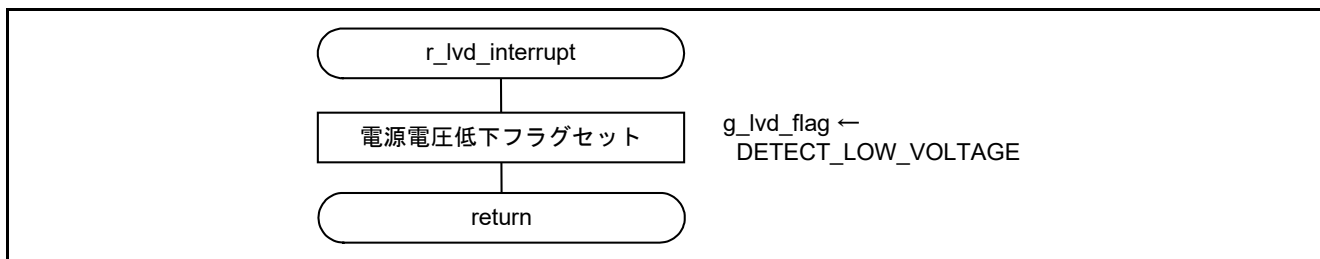 r_lvd_interrupt
電源電圧低下フラグセット
g_lvd_flag ←
DETECT_LOW_VOLTAGE
return